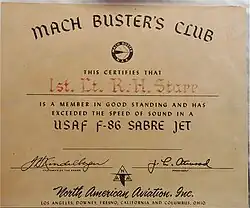 MACH BUSTER'S CLUB
THIS CERTIFIES THAT
1st. Lt. R. H. Starr
IS A MEMBER IN GOOD STANDING AND HAS
EXCEEDED THE SPEED OF SOUND IN A
USAF F-86 SABRE JET
J. L. Atwood
North American Aviation, Inc.
LOS ANGELES, DOWNEY, FRESNO, CALIFORNIA AND COLUMBUS, OHIO